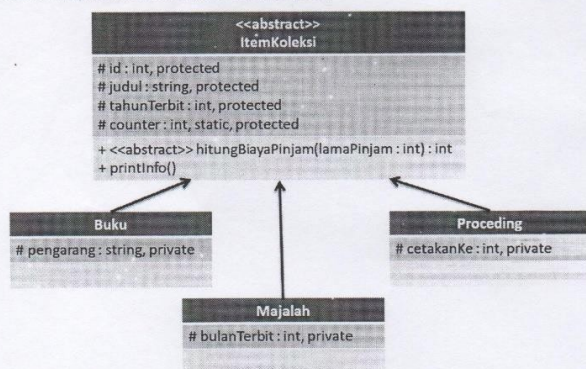 <<abstract>>
ItemKoleksi
# id : int, protected
# judul : string, protected
# tahunTerbit : int, protected
# counter : int, static, protected
+ <<abstract>> hitungBiayaPinjam(lamaPinjam : int) : int
+ printInfo()
Buku
# pengarang : string, private
Proceding
# cetakanKe : int, private
Majalah
# bulanTerbit : int, private